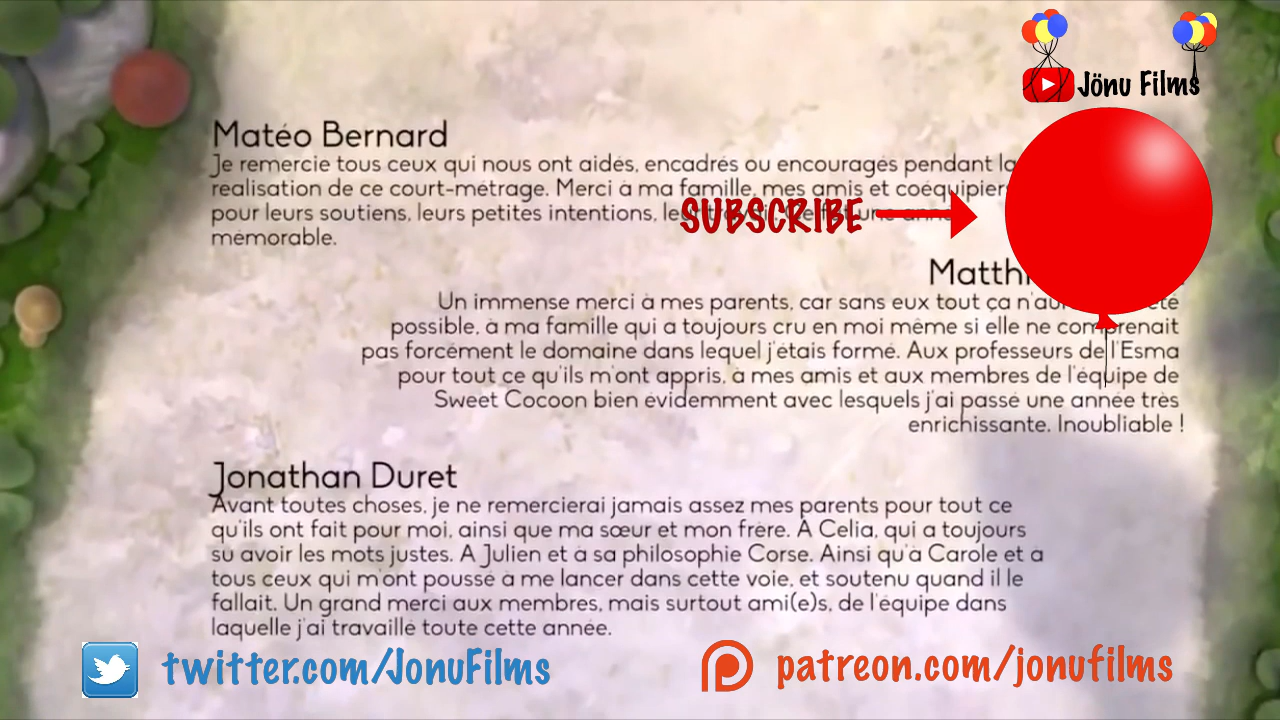 Jönu Films
Matéo Bernard
Je remercie tous ceux qui nous ont aidés, encadrés ou encouragés pendant la
réalisation de ce court-métrage. Merci à ma famille, mes amis et coéquipiers
pour leurs soutiens, leurs petites intentions,
mémorable.
SUBSCRIBE
Un immense merci à mes parents, car sans eux tout ça
possible, à ma famille qui a toujours cru en moi même si elle ne comprenait
pas forcément le domaine dans lequel j'étais formé. Aux professeurs de l'Esma
pour tout ce qu'ils m'ont appris, à mes amis et aux membres de l'équipe de
Sweet Cocoon bien évidemment avec lesquels j'ai passé une année très
enrichissante. Inoubliable !
Jonathan Duret
Avant toutes choses, je ne remercierai jamais assez mes parents pour tout ce
qu'ils ont fait pour moi, ainsi que ma sœur et mon frère. À Celia, qui a toujours
su avoir les mots justes. A Julien et à sa philosophie Corse. Ainsi qu'à Carole et à
tous ceux qui m'ont poussé à me lancer dans cette voie, et soutenu quand il le
fallait. Un grand merci aux membres, mais surtout ami(e)s, de l'équipe dans
laquelle j'ai travaillé toute cette année.
twitter.com/JonuFilms
patreon.com/jonufilms